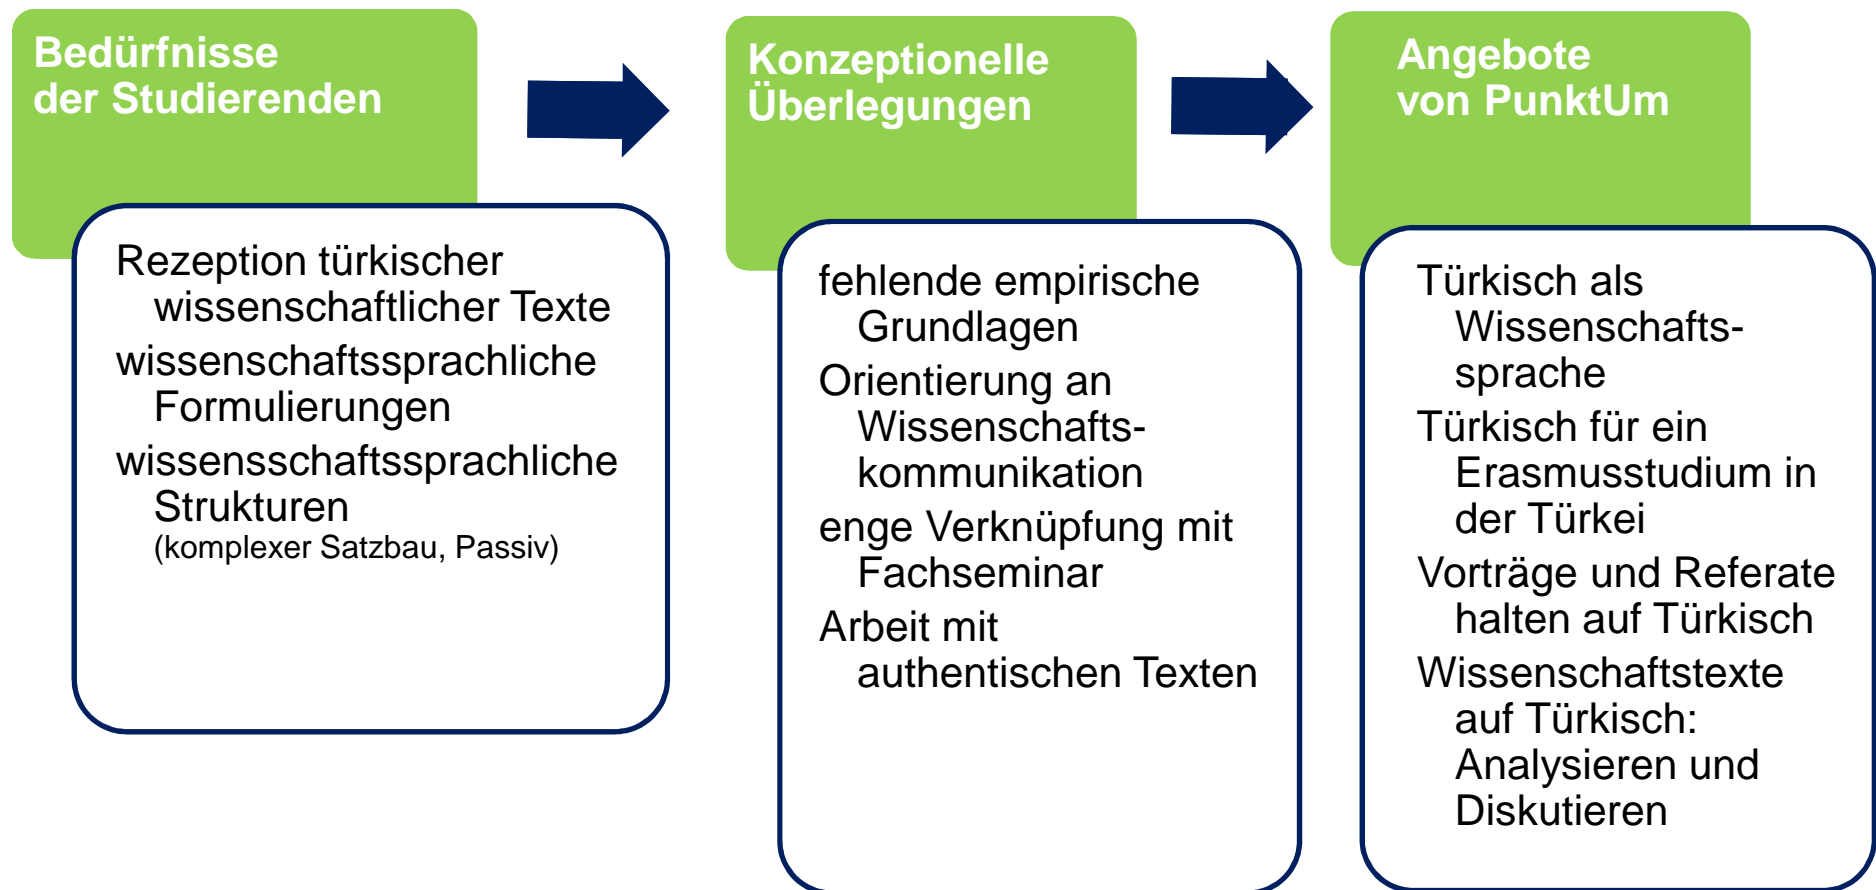 Bedürfnisse
der Studierenden
Rezeption türkischer
wissenschaftlicher Texte
wissenschaftssprachliche
Formulierungen
wissensschaftssprachliche
Strukturen
(komplexer Satzbau, Passiv)
Konzeptionelle
Überlegungen
fehlende empirische
Grundlagen
Orientierung an
Wissenschafts-
kommunikation
enge Verknüpfung mit
Fachseminar
Arbeit mit
authentischen Texten
Angebote
von PunktUm
Türkisch als
Wissenschafts-
sprache
Türkisch für ein
Erasmusstudium in
der Türkei
Vorträge und Referate
halten auf Türkisch
Wissenschaftstexte
auf Türkisch:
Analysieren und
Diskutieren